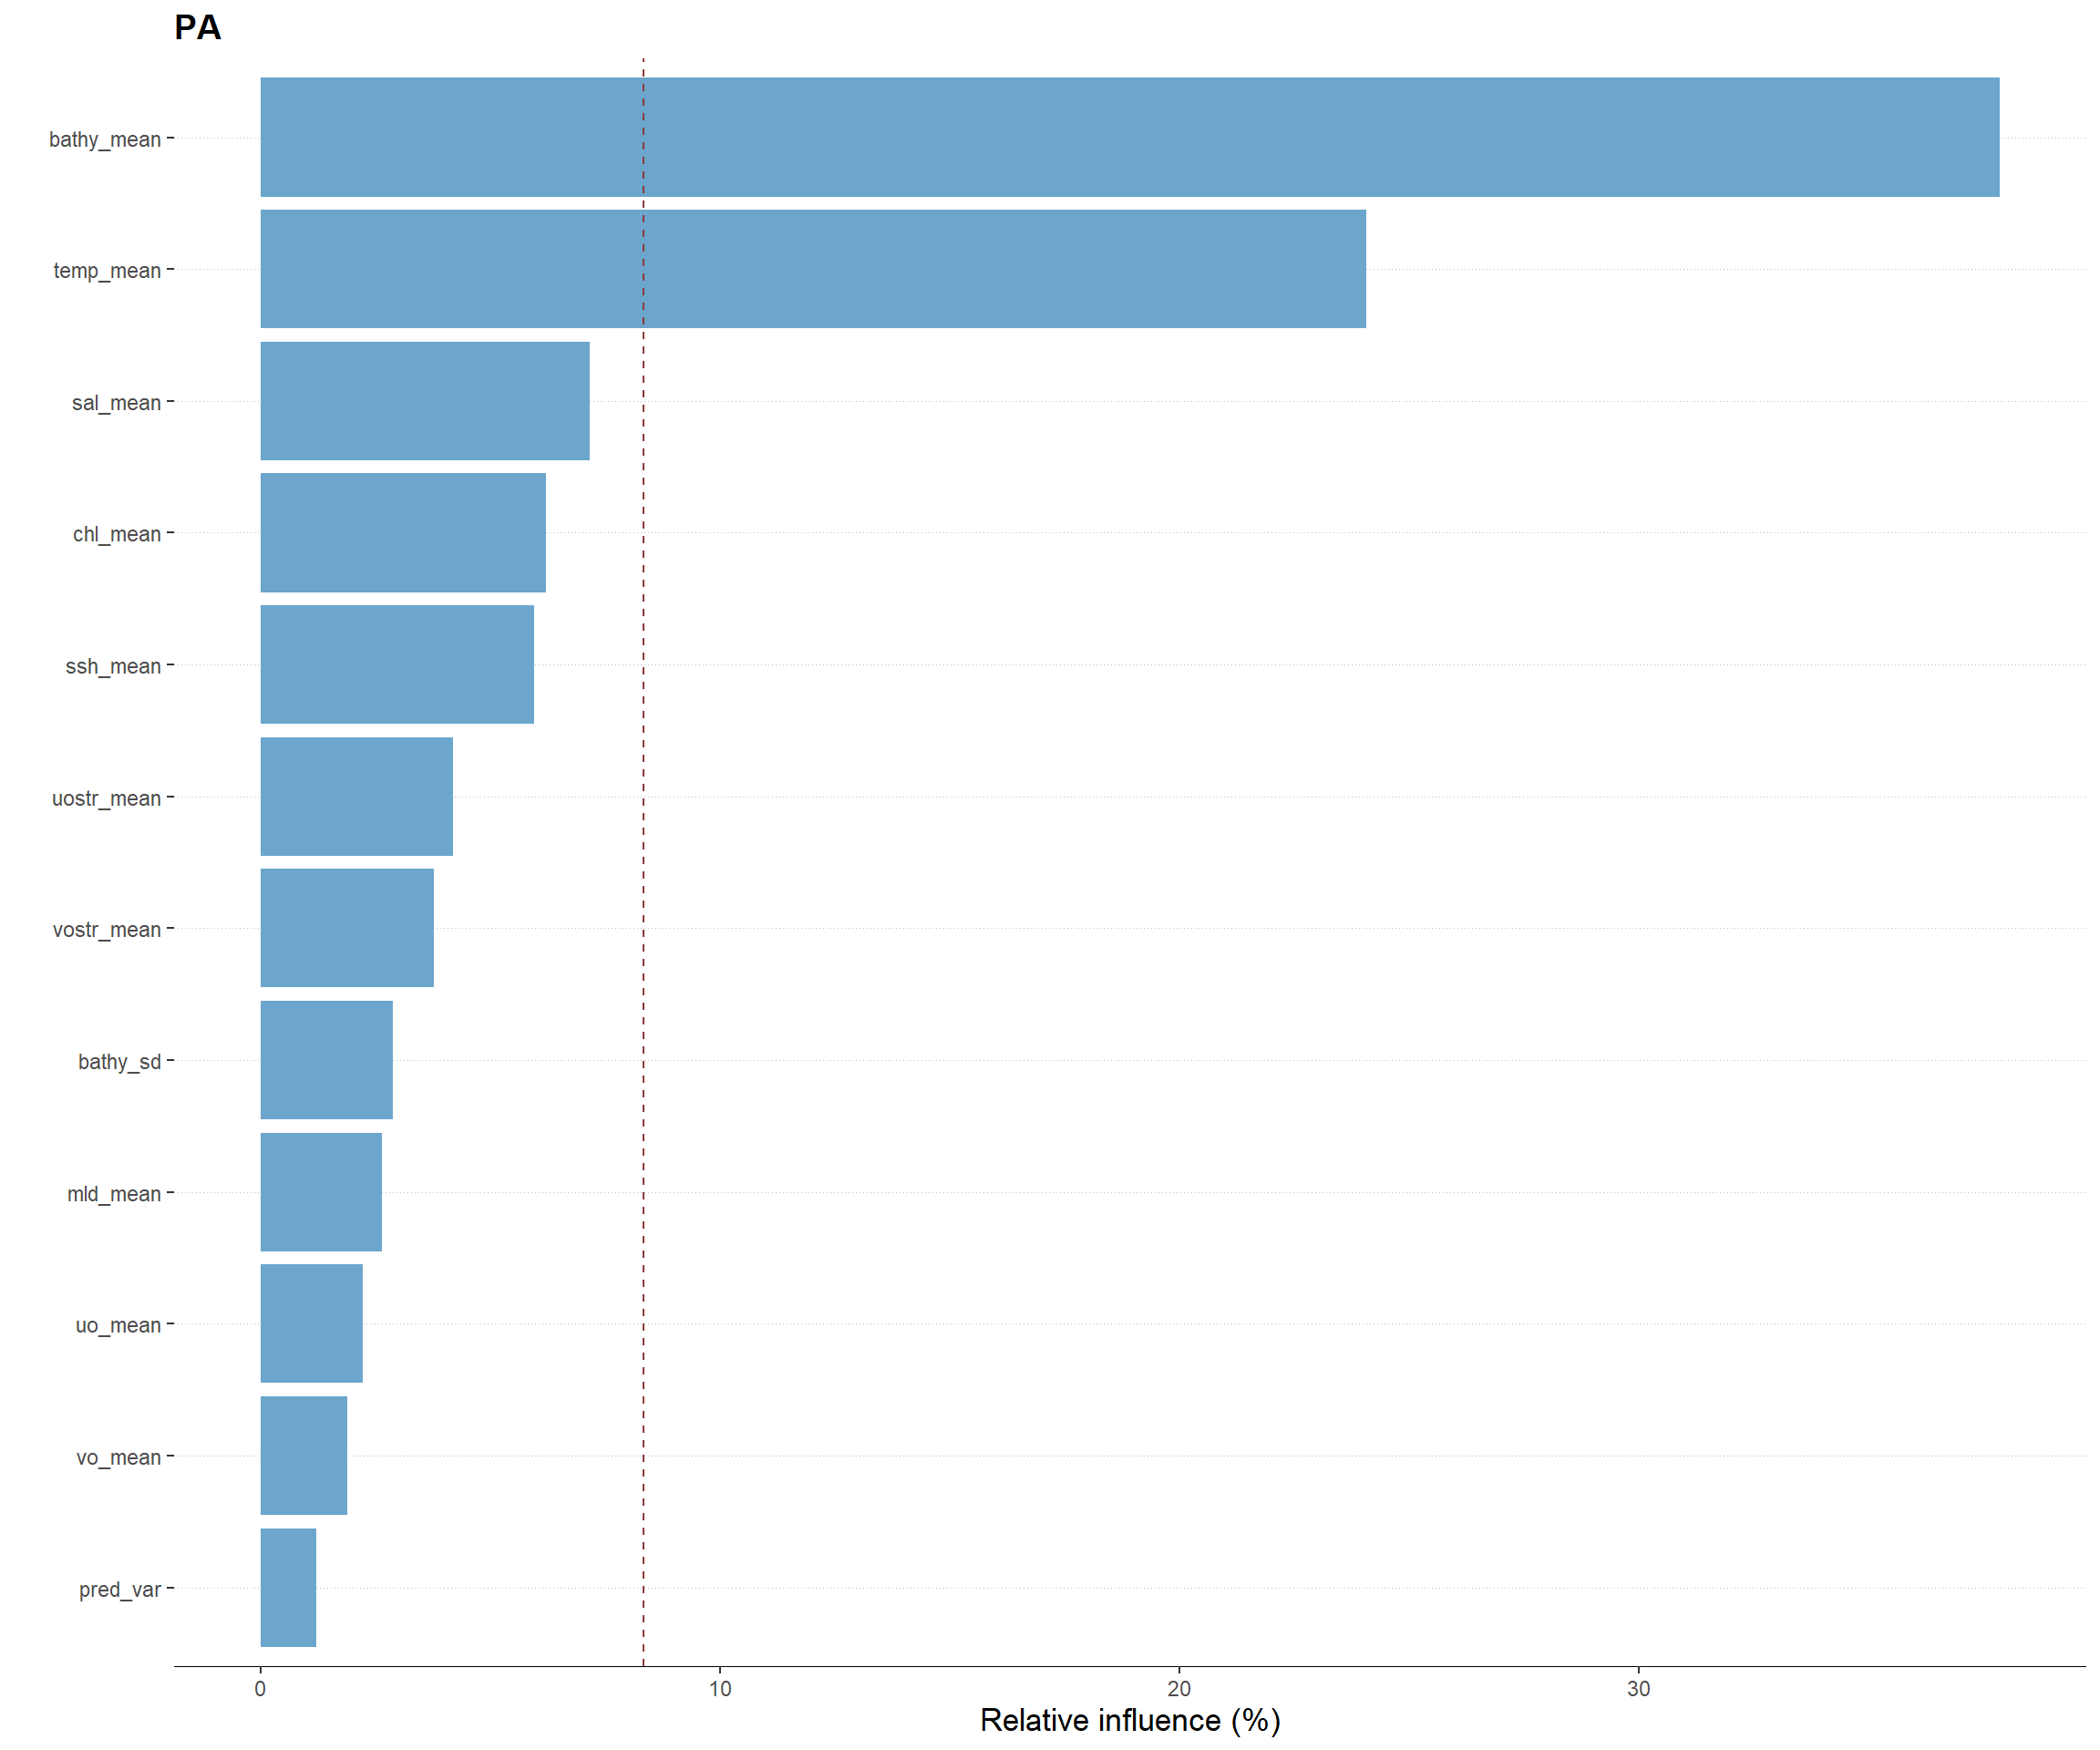 PA
bathy_mean
temp_mean
sal_mean
chl_mean
ssh_mean
uostr_mean
vostr_mean
bathy_sd
mld_mean
uo_mean
vo_mean
pred_var
0 10 20 30
Relative influence (%)